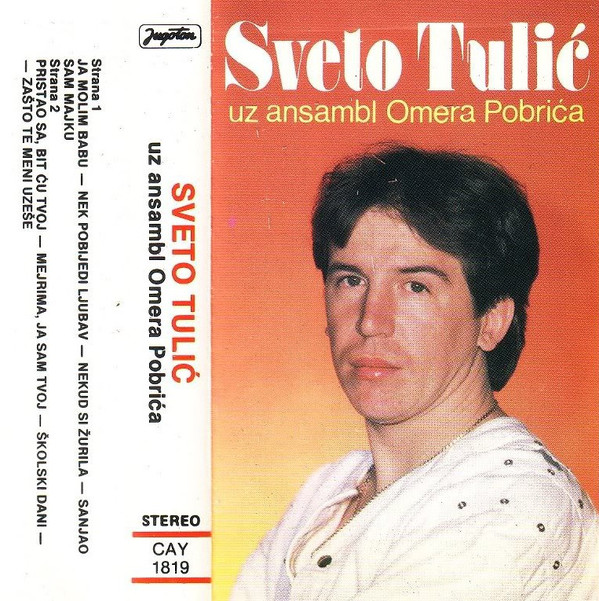 Strana 1
JA MOLIM BABU — NEK POBIJEDI LJUBAV — NEKUD SI ŽURILA — SANJAO
SAM MAJKU
Strana 2
PRISTAO SA, BIT ĆU TVOJ — MEJRIMA, JA SAM TVOJ — ŠKOLSKI DANI —
— ZAŠTO TE MENI UZEŠE
Jugoton
SVETO TULIĆ
uz ansambl Omera Pobrića
STEREO
CAY
1819
Sveto Tulić
uz ansambl Omera Pobrića